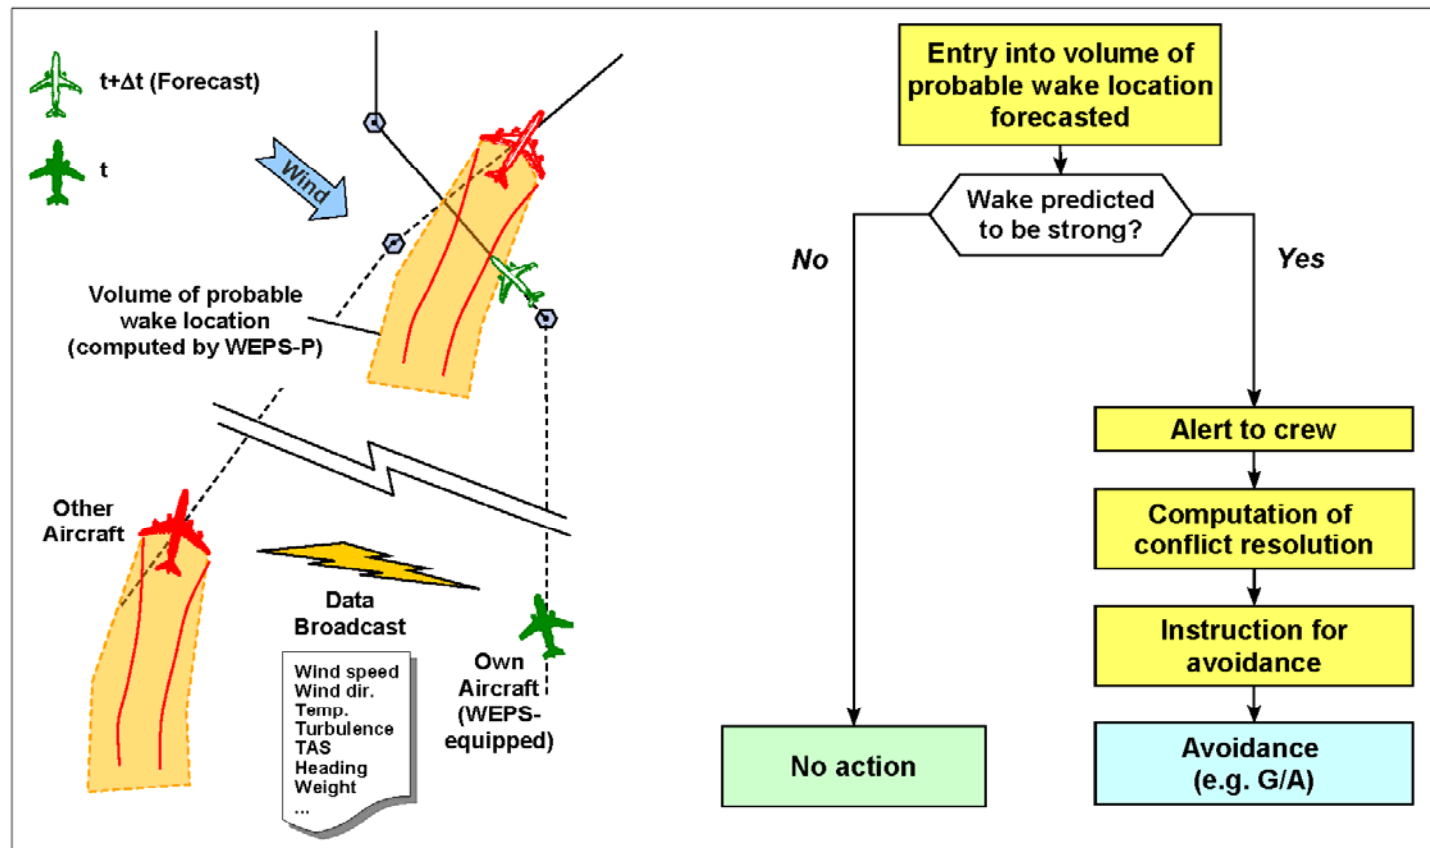 t+Δt (Forecast)
t
Wind
Volume of probable
wake location
(computed by WEPS-P)
Other
Aircraft
Data
Broadcast
Wind speed
Wind dir.
Temp.
Turbulence
TAS
Heading
Weight
...
Own
Aircraft
(WEPS-
equipped)
Entry into volume of
probable wake location
forecasted
Wake predicted
to be strong?
No
Yes
Alert to crew
Computation of
conflict resolution
Instruction for
avoidance
No action
Avoidance
(e.g. G/A)